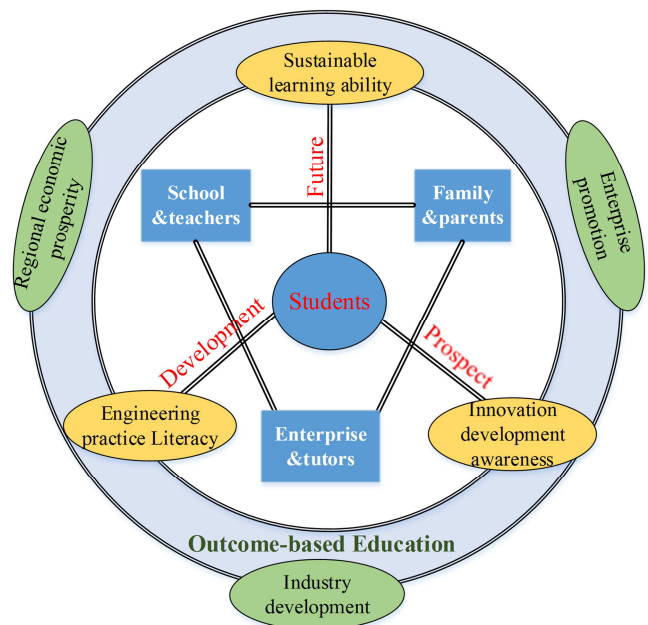 Sustainable
learning ability
Regional economic
prosperity
Enterprise
promotion
Future
School
&teachers
Family
&parents
Students
Development
Prospect
Engineering
practice Literacy
Enterprise
&tutors
Innovation
development
awareness
Outcome-based Education
Industry
development